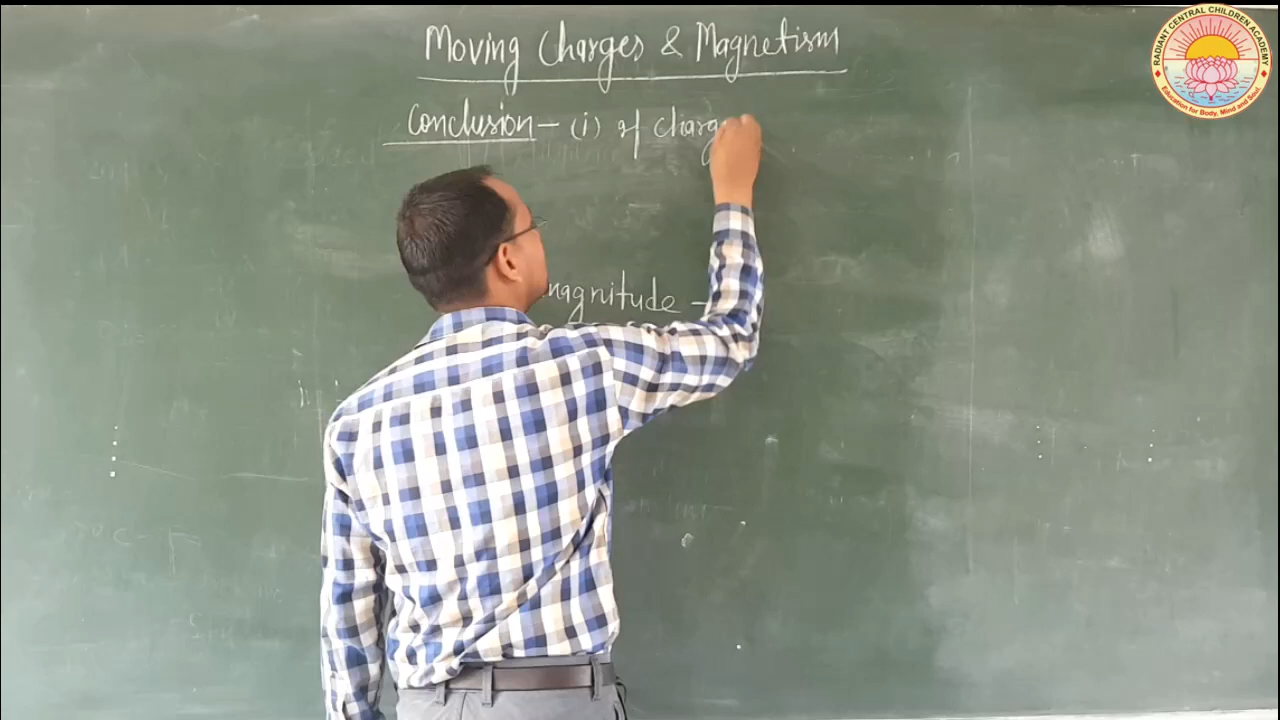 Moving Charges & Magnetism
Conclusion - (i) of charg
magnitude -
RADIANT CENTRAL CHILDREN ACADEMY
Education for Body, Mind and Soul